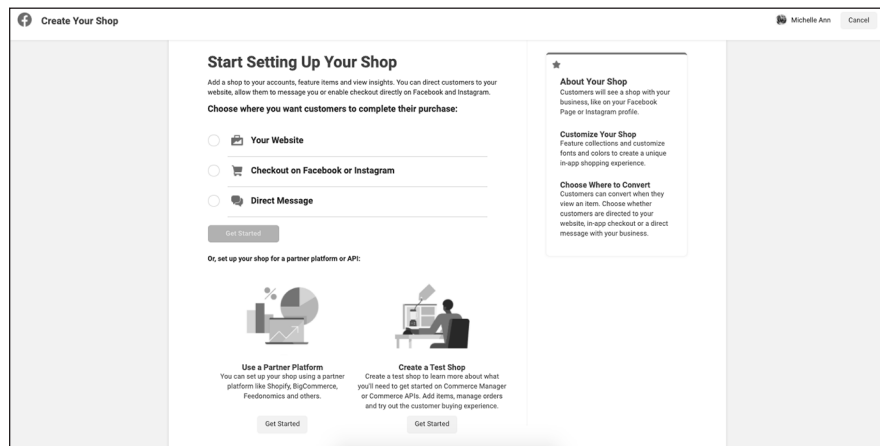 Create Your Shop
Michelle Ann
Cancel
Start Setting Up Your Shop
Add a shop to your accounts, feature items and view insights. You can direct customers to your
website, allow them to message you or enable checkout directly on Facebook and Instagram.
Choose where you want customers to complete their purchase:
Your Website
Checkout on Facebook or Instagram
Direct Message
Get Started
Or, set up your shop for a partner platform or API:
Use a Partner Platform
You can set up your shop using a partner
platform like Shopify, BigCommerce,
Feedonomics and others.
Get Started
Create a Test Shop
Create a test shop to learn more about what
you'll need to get started on Commerce Manager
or Commerce APIs. Add items, manage orders
and try out the customer buying experience.
Get Started
About Your Shop
Customers will see a shop with your
business, like on your Facebook
Page or Instagram profile.
Customize Your Shop
Feature collections and customize
fonts and colors to create a unique
in-app shopping experience.
Choose Where to Convert
Customers can convert when they
view an item. Choose whether
customers are directed to your
website, in-app checkout or a direct
message with your business.